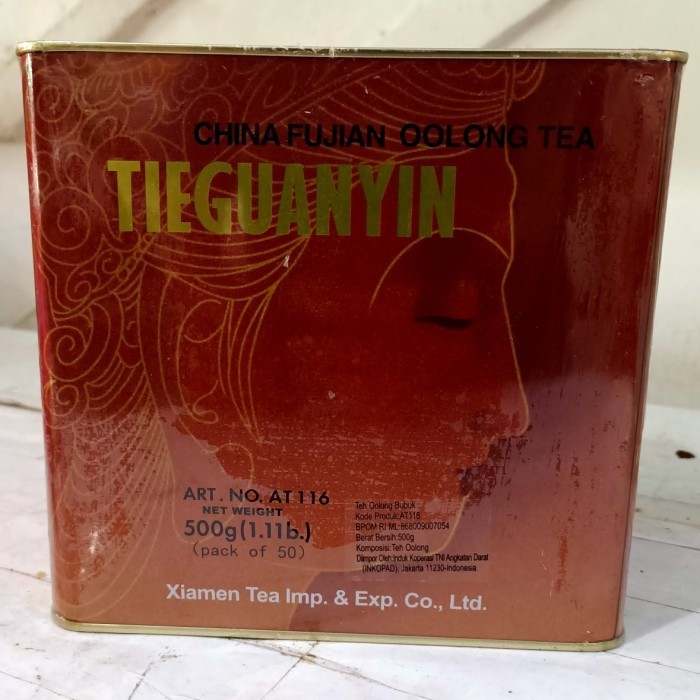 CHINA FUJIAN OOLONG TEA
TIEGUANYIN
ART. NO. AT116
NET WEIGHT
500g(1.11b.)
(pack of 50)
Teh Oolong Bubuk :
Kode Produk:AT116
BPOM RI ML:868009007054
Berat Bersih:500g
Komposisi:Teh Oolong
Diimpor Oleh:Induk Koperasi TNI Angkatan Darat
(INKOPAD), Jakarta 11230-Indonesia
Xiamen Tea Imp. & Exp. Co., Ltd.